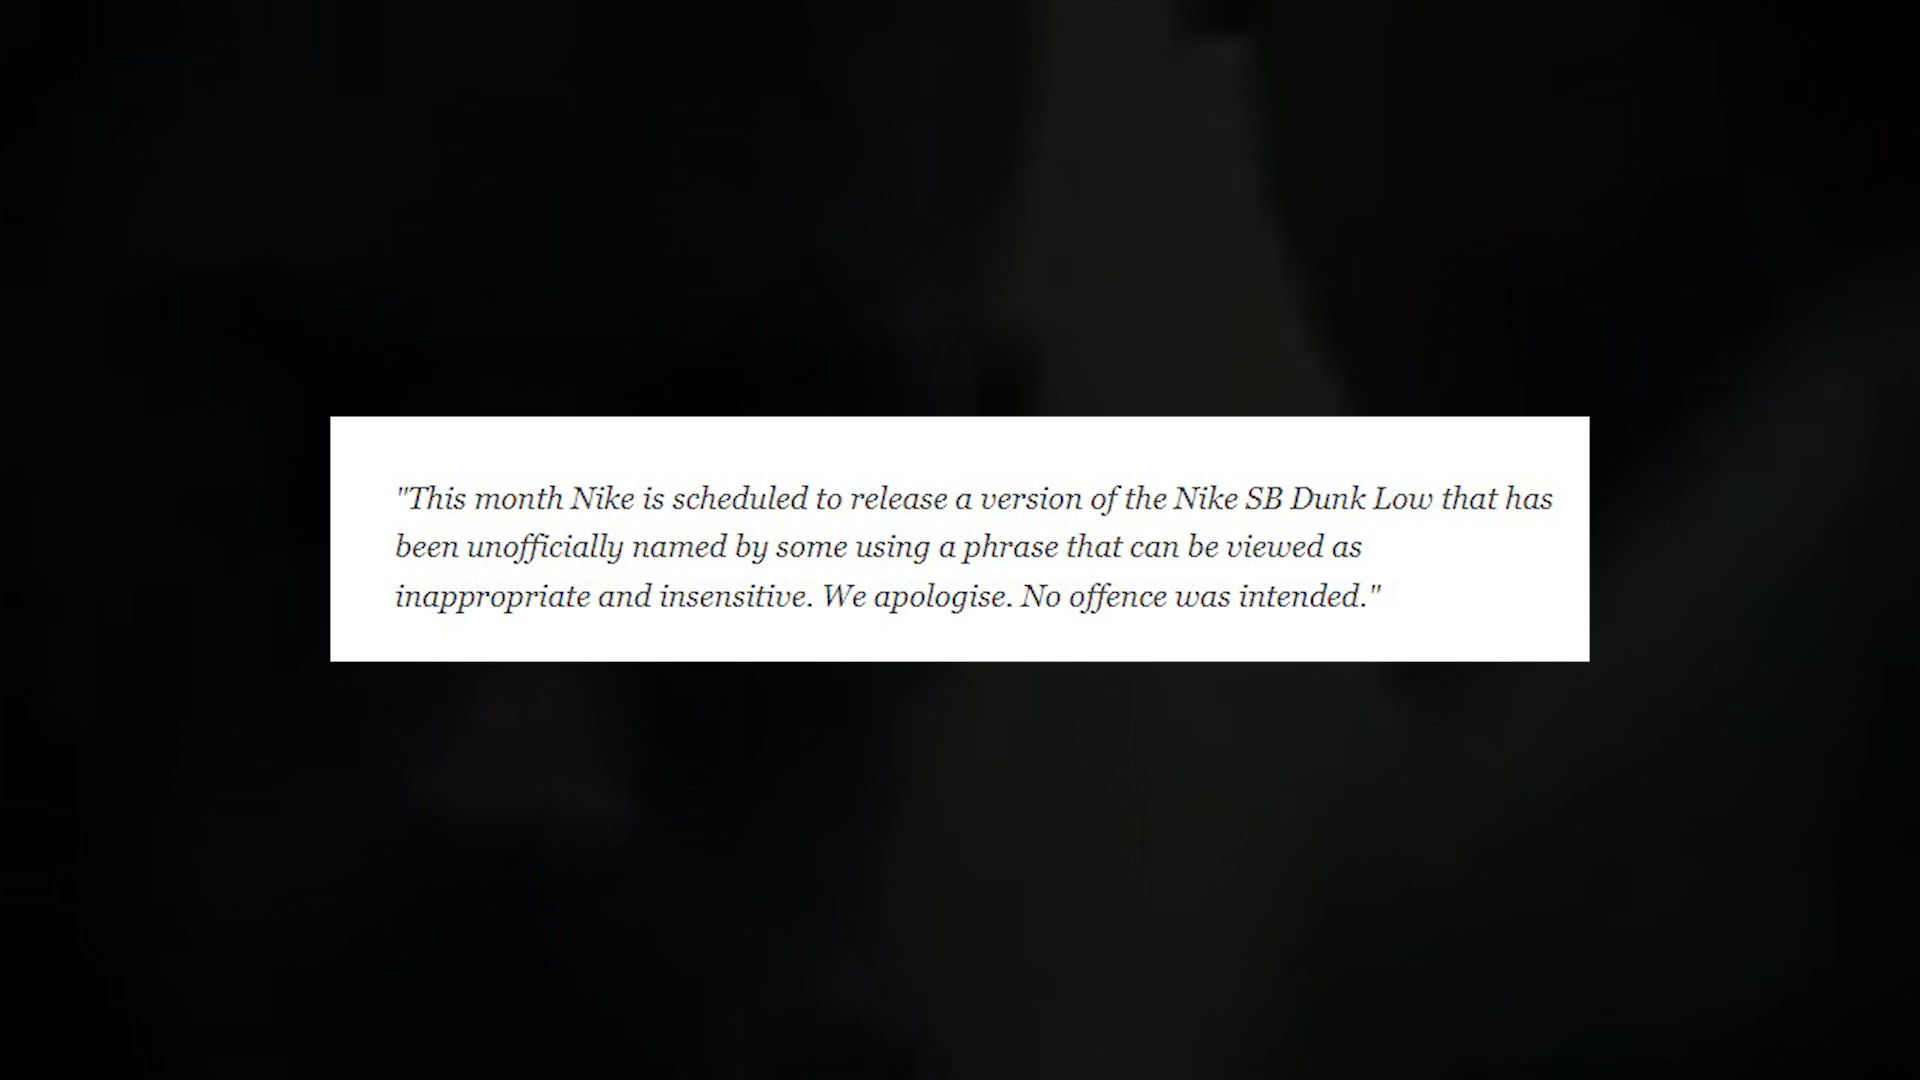 "This month Nike is scheduled to release a version of the Nike SB Dunk Low that has
been unofficially named by some using a phrase that can be viewed as
inappropriate and insensitive. We apologise. No offence was intended."